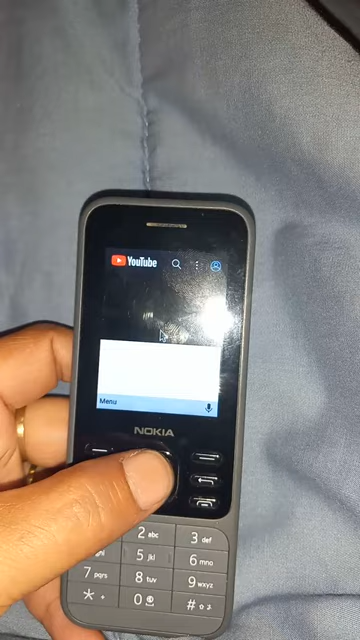 YouTube
Menu
NOKIA
2 abc
3 def
5 jkl
6 mno
7 pqrs
8 tuv
9 wxyz
* +
0
#